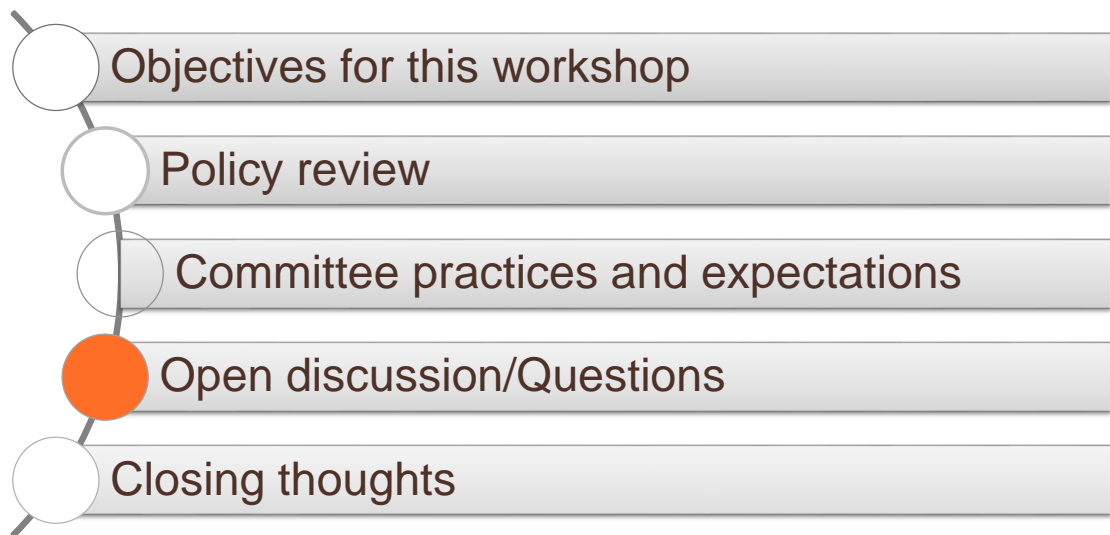 Objectives for this workshop
Policy review
Committee practices and expectations
Open discussion/Questions
Closing thoughts